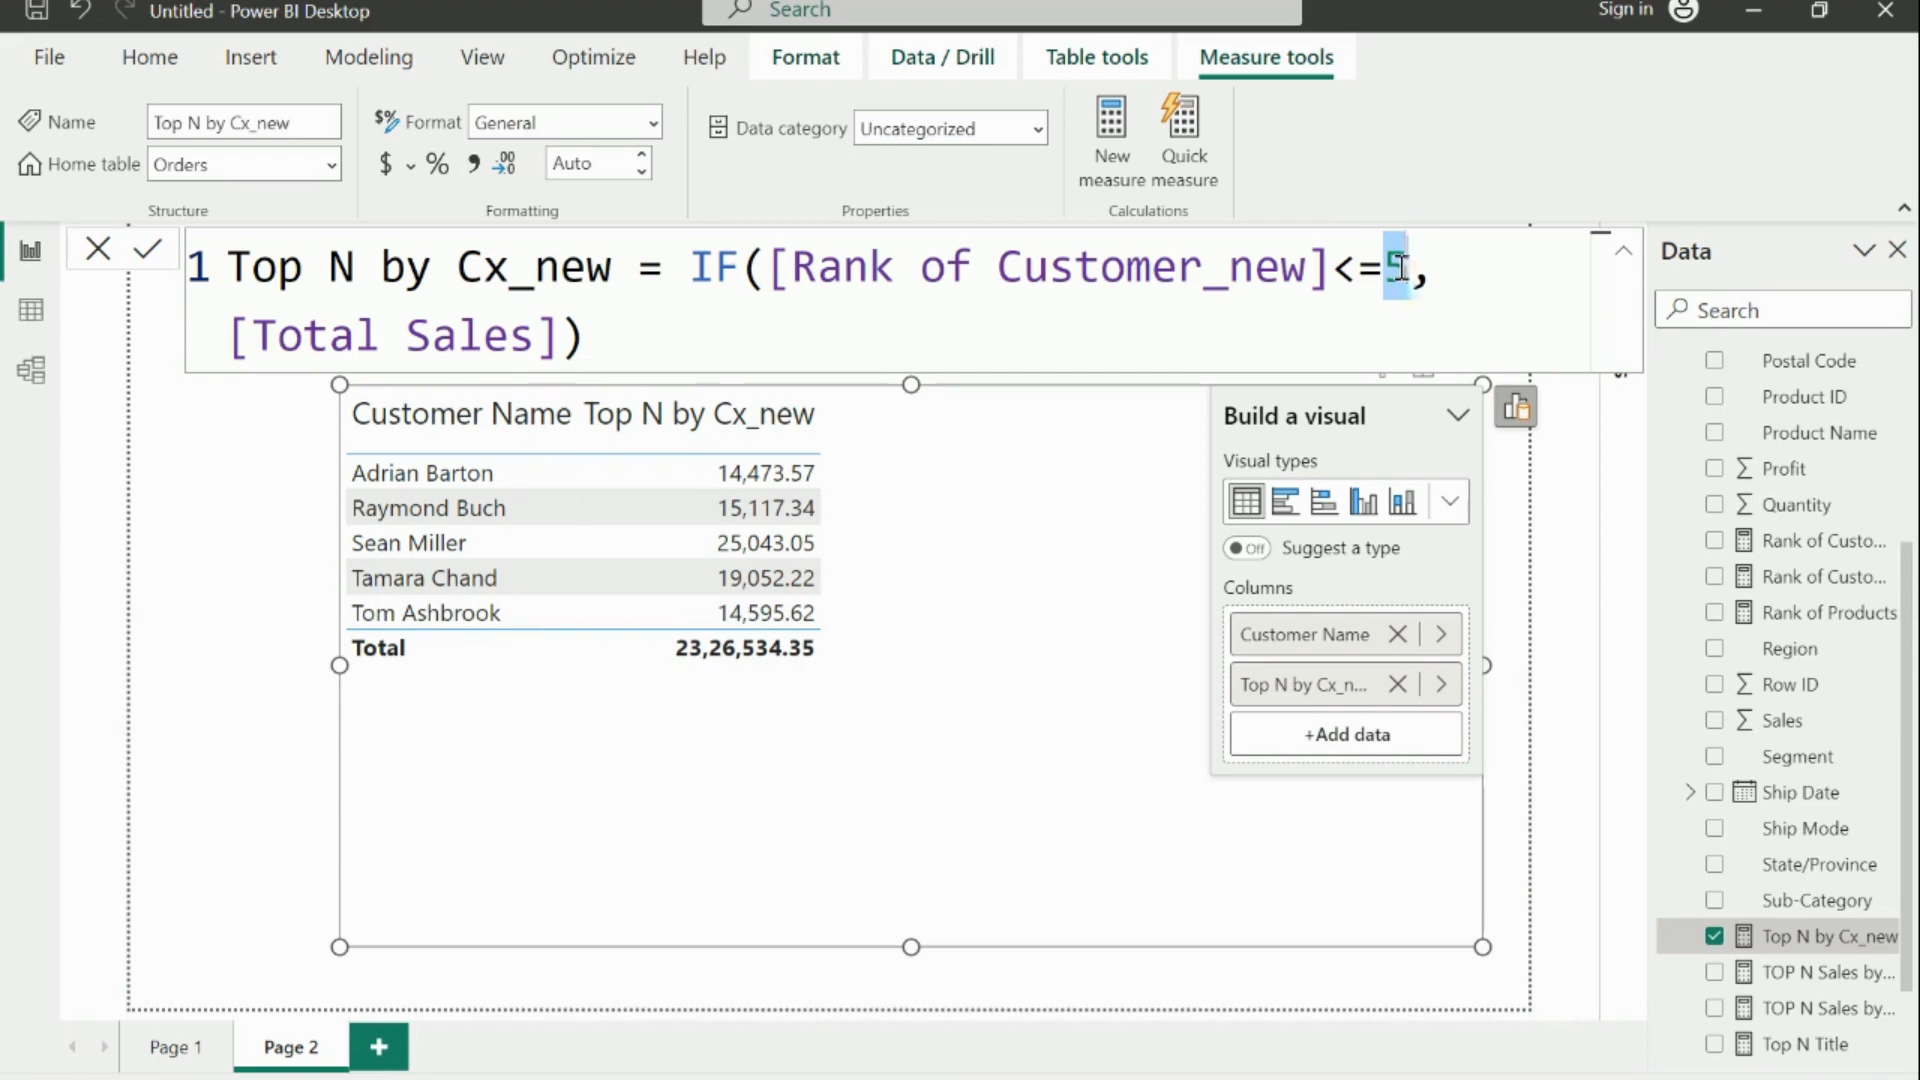 Untitled - Power BI Desktop
Search
Sign in
File Home Insert Modeling View Optimize Help Format Data / Drill Table tools Measure tools
Name Top N by Cx_new
Home table Orders
Structure
$% Format General
$ % , .00 Auto
Formatting
Data category Uncategorized
Properties
New measure
Quick measure
Calculations
1 Top N by Cx_new = IF([Rank of Customer_new]<=5,
[Total Sales])
Customer Name Top N by Cx_new
Adrian Barton 14,473.57
Raymond Buch 15,117.34
Sean Miller 25,043.05
Tamara Chand 19,052.22
Tom Ashbrook 14,595.62
Total 23,26,534.35
Build a visual
Visual types
Off Suggest a type
Columns
Customer Name
Top N by Cx_n...
+Add data
Data
Search
Postal Code
Product ID
Product Name
Profit
Quantity
Rank of Custo...
Rank of Custo...
Rank of Products
Region
Row ID
Sales
Segment
Ship Date
Ship Mode
State/Province
Sub-Category
Top N by Cx_new
TOP N Sales by...
TOP N Sales by...
Top N Title
Page 1 Page 2 +